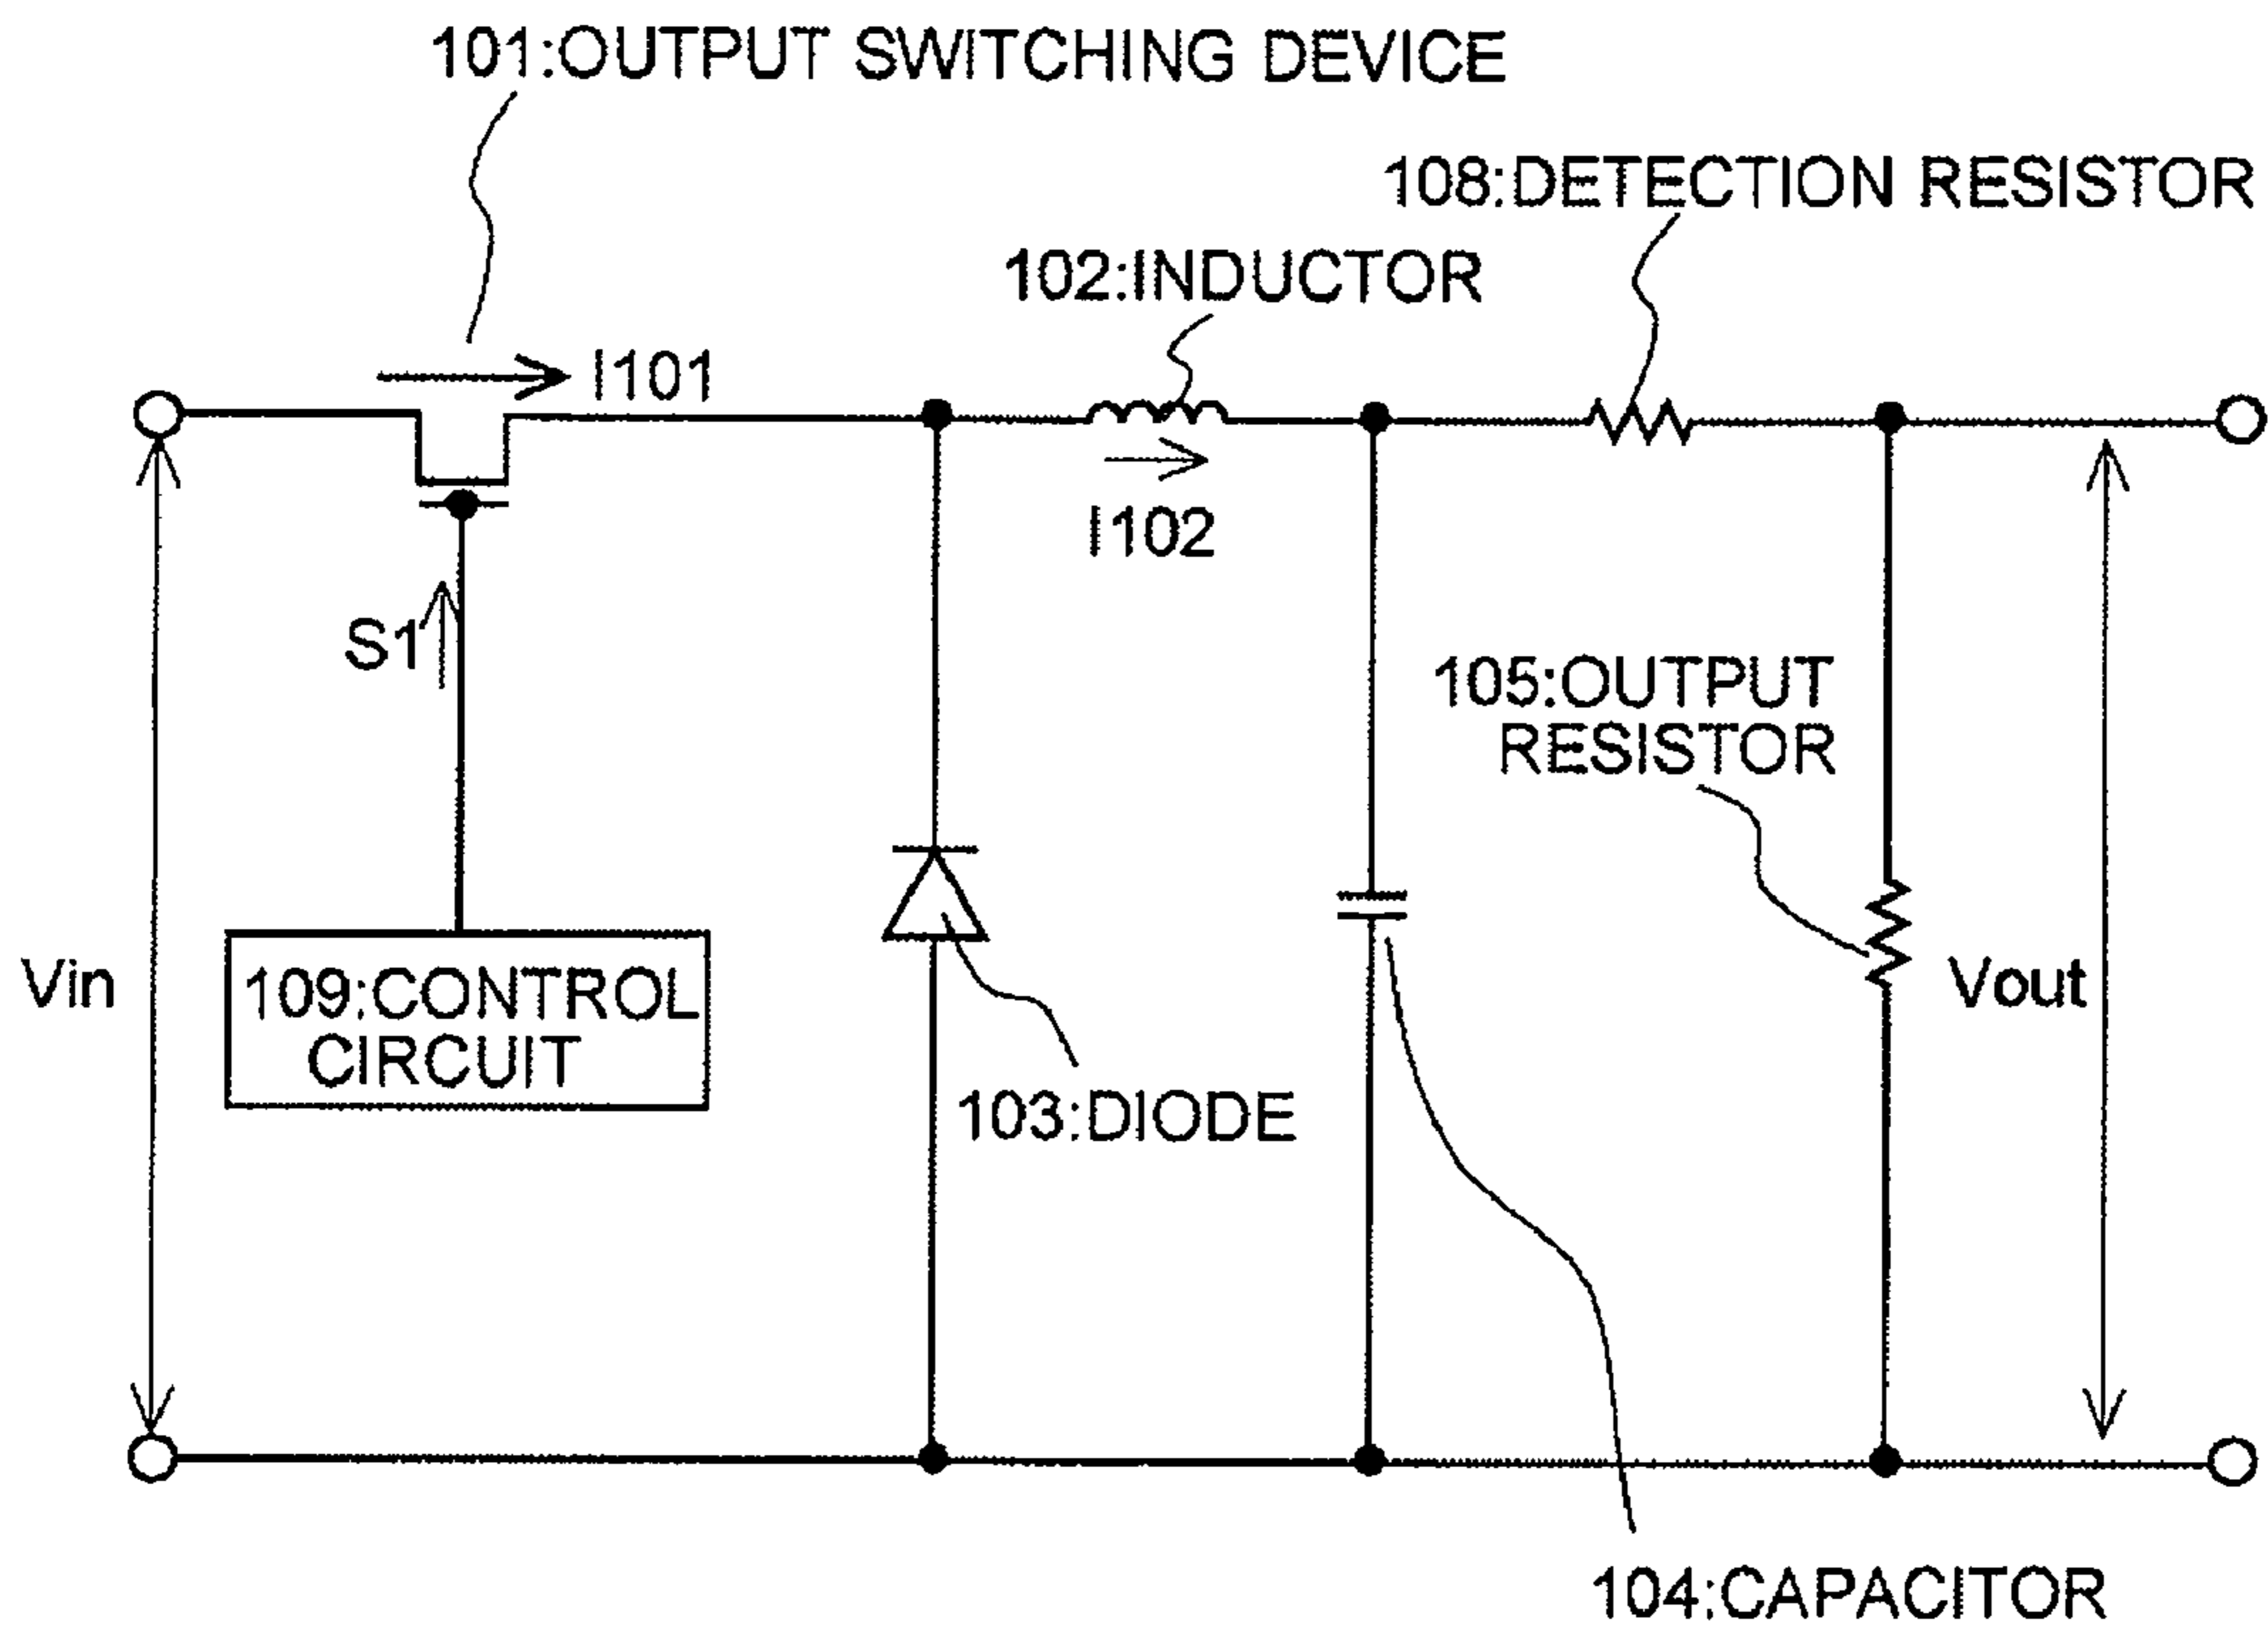 101:OUTPUT SWITCHING DEVICE
108:DETECTION RESISTOR
102:INDUCTOR
I101
I102
S1
105:OUTPUT
RESISTOR
Vin
109:CONTROL
CIRCUIT
Vout
103:DIODE
104:CAPACITOR